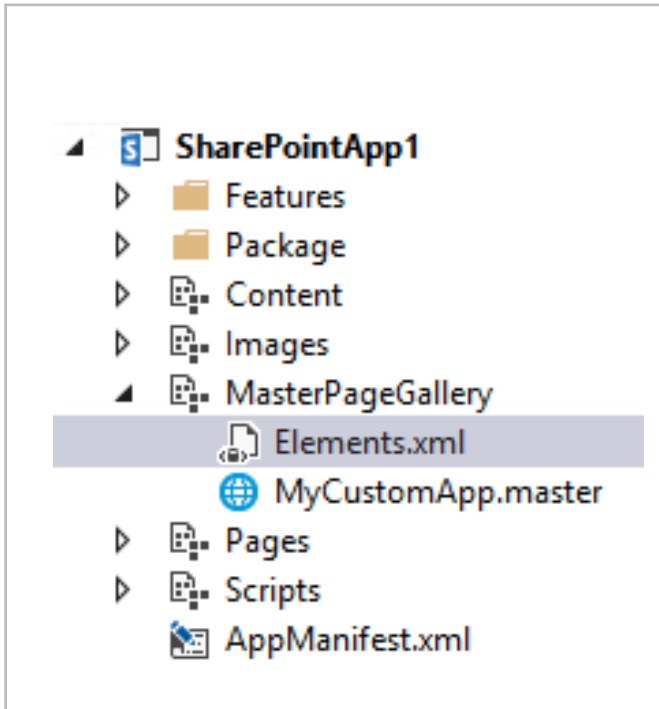 SharePointApp1
Features
Package
Content
Images
MasterPageGallery
Elements.xml
MyCustomApp.master
Pages
Scripts
AppManifest.xml